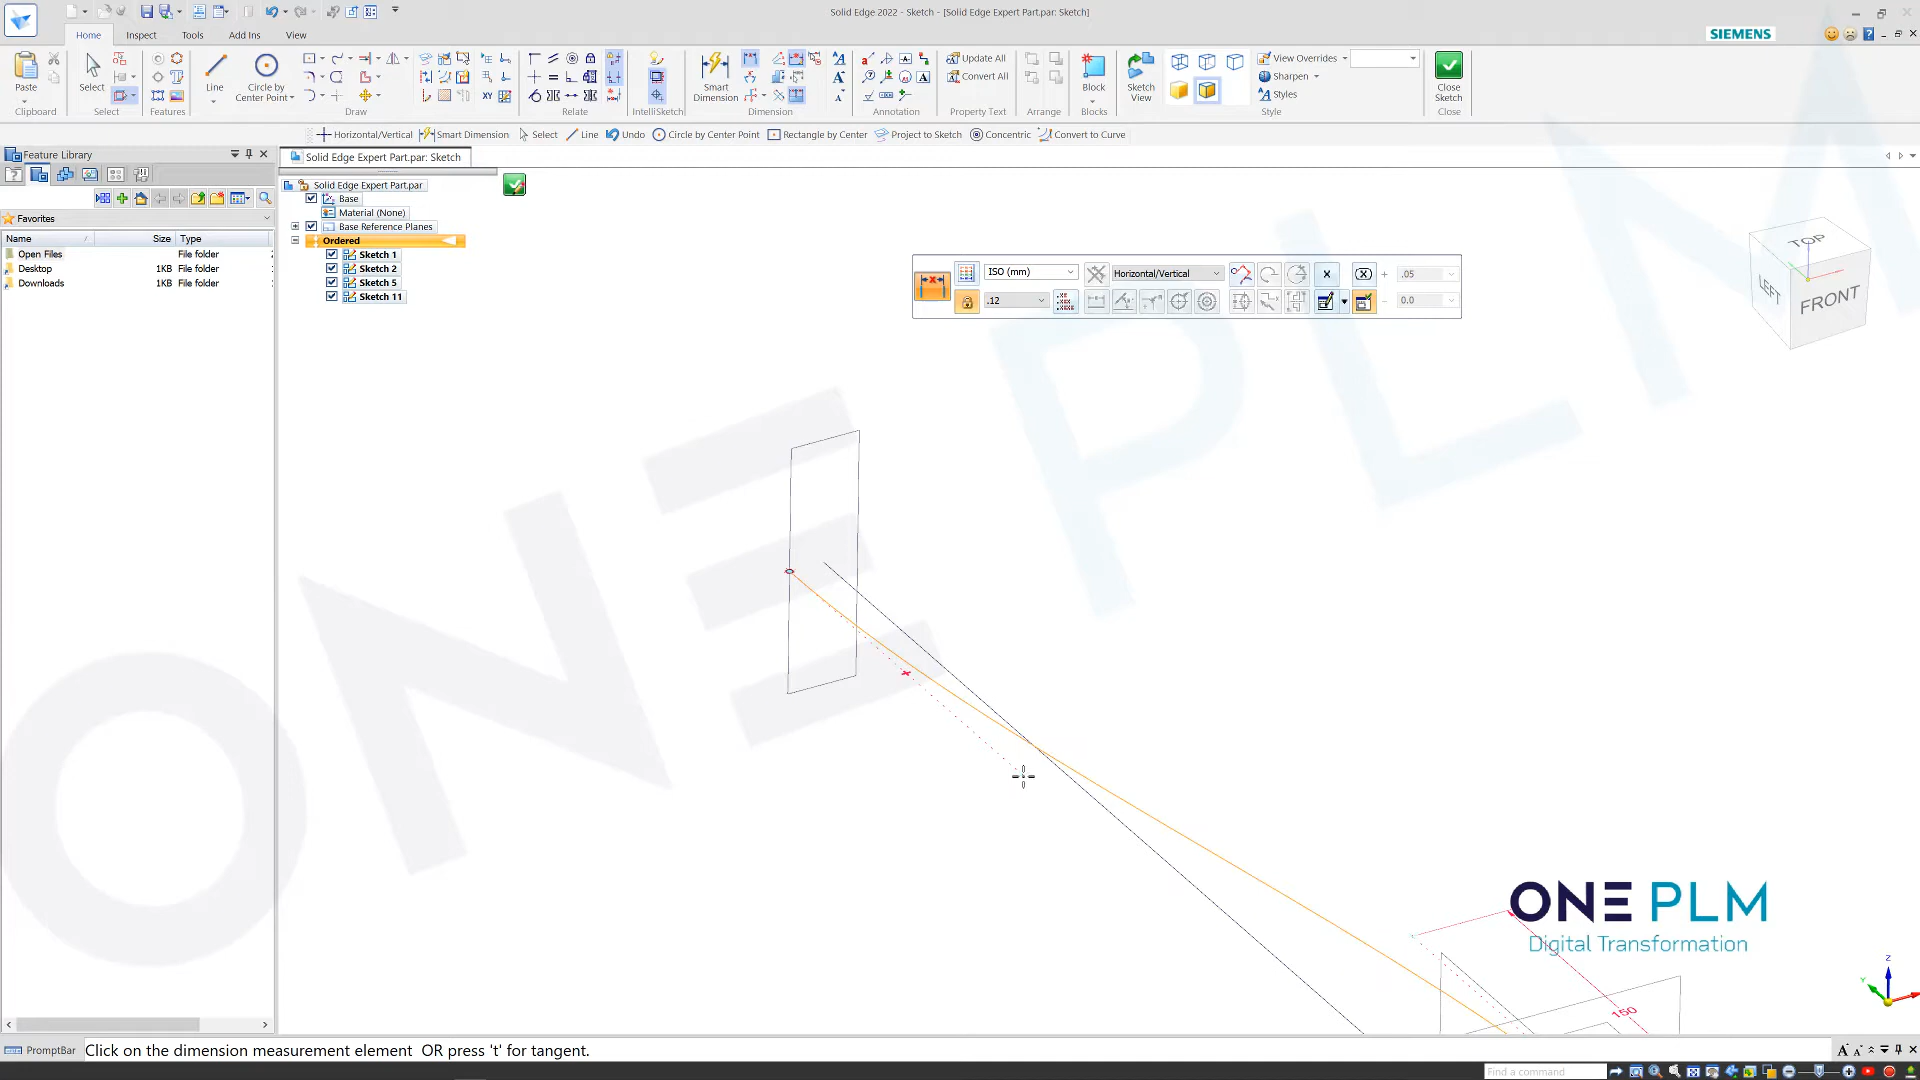 Solid Edge 2022 - Sketch - [Solid Edge Expert Part.par: Sketch]
Home Inspect Tools Add Ins View
SIEMENS
Paste Select Line Circle by Center Point Smart Dimension Update All Convert All Block Sketch View View Overrides Sharpen Styles Close Sketch
Clipboard Select Features Draw Relate IntelliSketch Dimension Annotation Property Text Arrange Blocks Style Close
Horizontal/Vertical Smart Dimension Select Line Undo Circle by Center Point Rectangle by Center Project to Sketch Concentric Convert to Curve
Feature Library
Solid Edge Expert Part.par: Sketch
Solid Edge Expert Part.par
Base
Material (None)
Base Reference Planes
Ordered
Sketch 1
Sketch 2
Sketch 5
Sketch 11
Favorites
Name Size Type
Open Files File folder
Desktop 1KB File folder
Downloads 1KB File folder
ISO (mm) Horizontal/Vertical .05
.12 0.0
TOP
LEFT
FRONT
ONE PLM
ONE PLM
Digital Transformation
150
Z
Y
PromptBar Click on the dimension measurement element OR press 't' for tangent.
Find a command